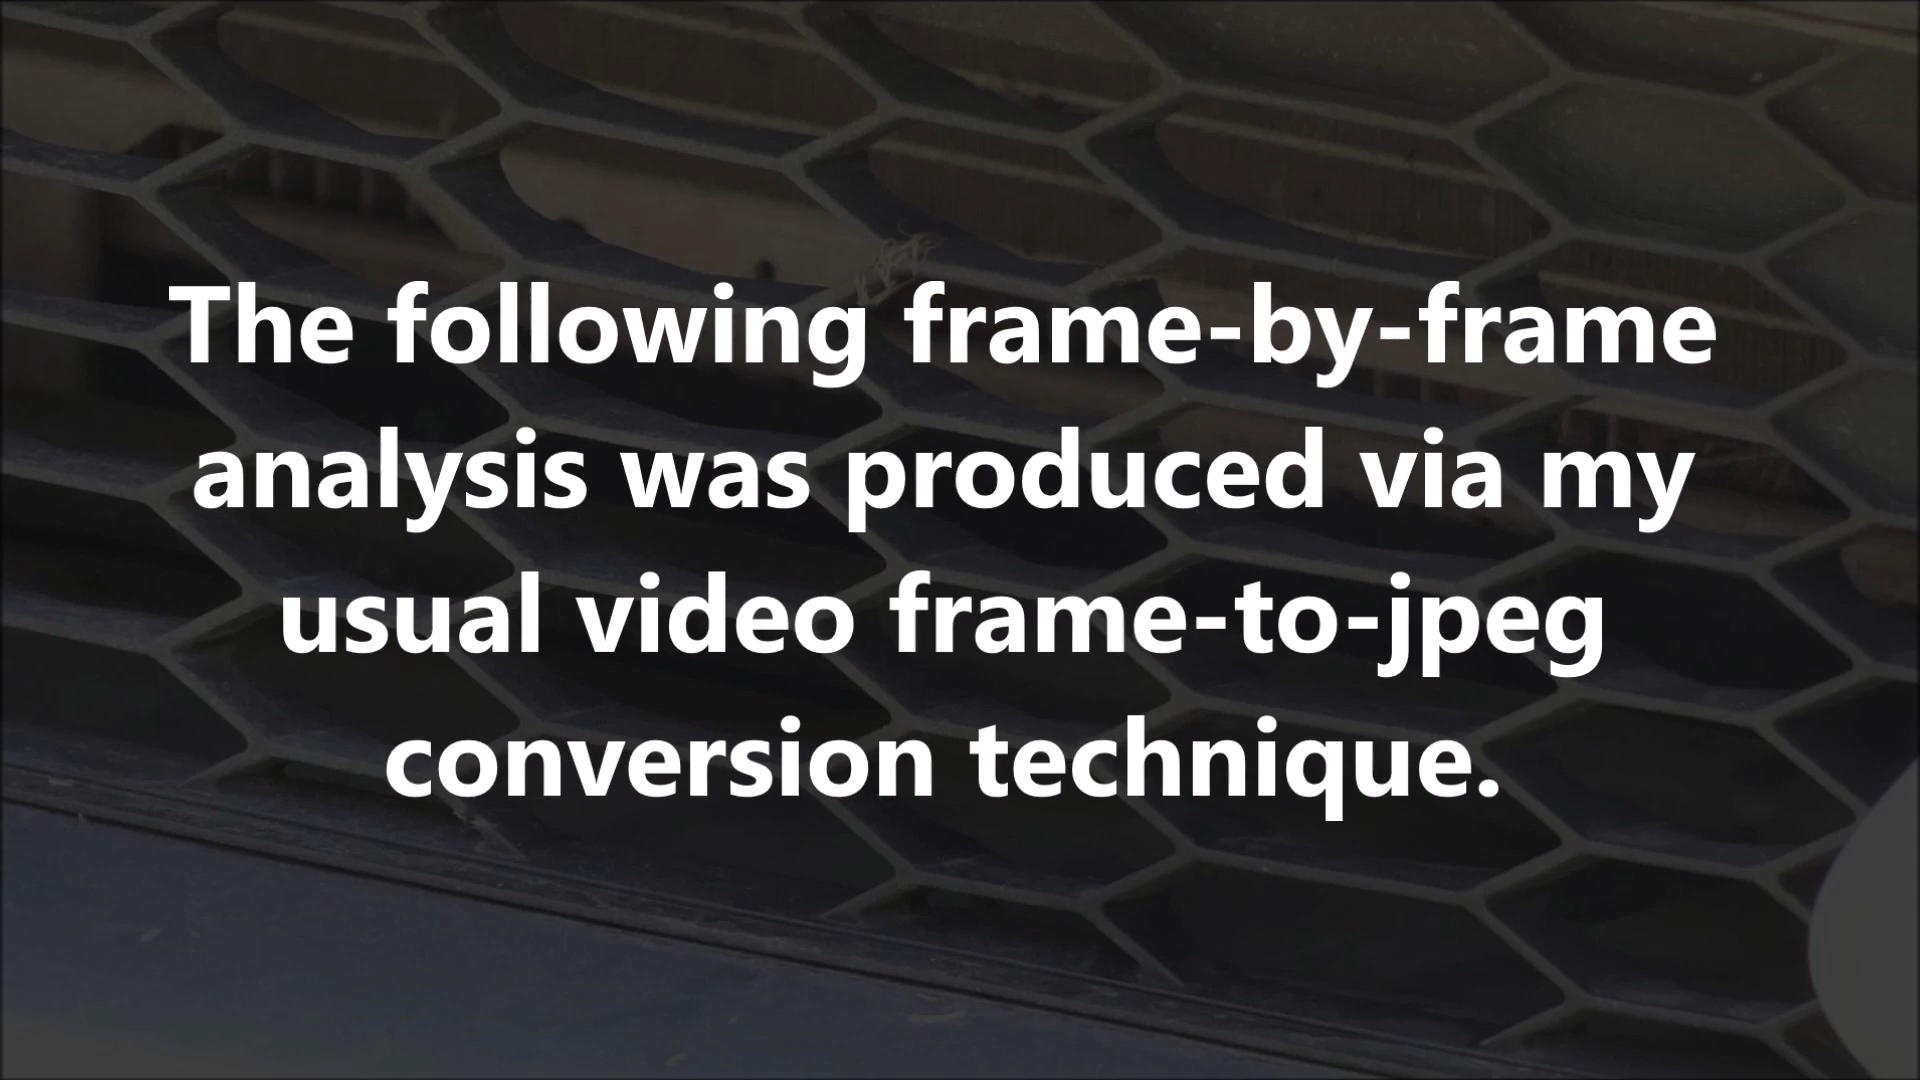 The following frame-by-frame
analysis was produced via my
usual video frame-to-jpeg
conversion technique.